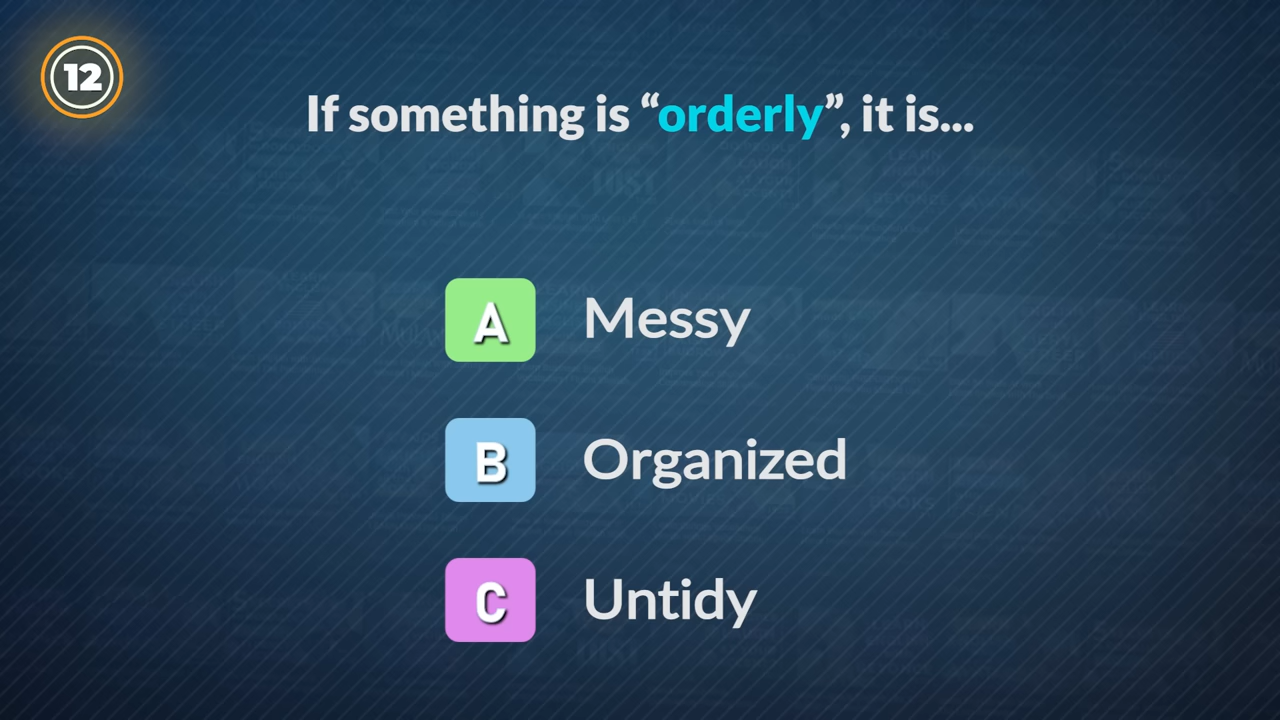 12
If something is “orderly”, it is...
A Messy
B Organized
C Untidy